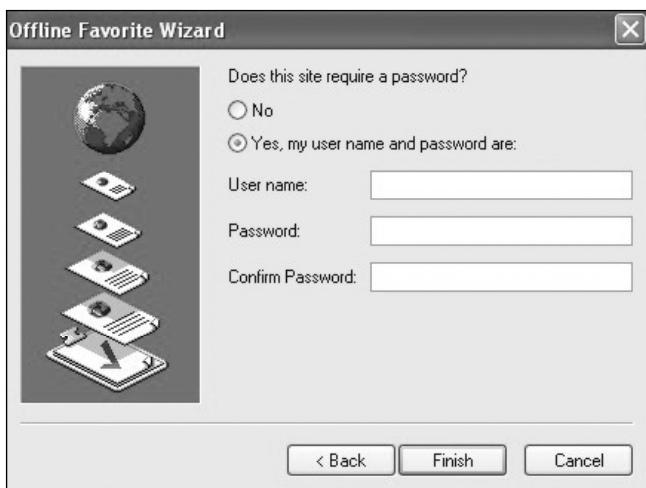 Offline Favorite Wizard
Does this site require a password?
No
Yes, my user name and password are:
User name:
Password:
Confirm Password:
< Back
Finish
Cancel